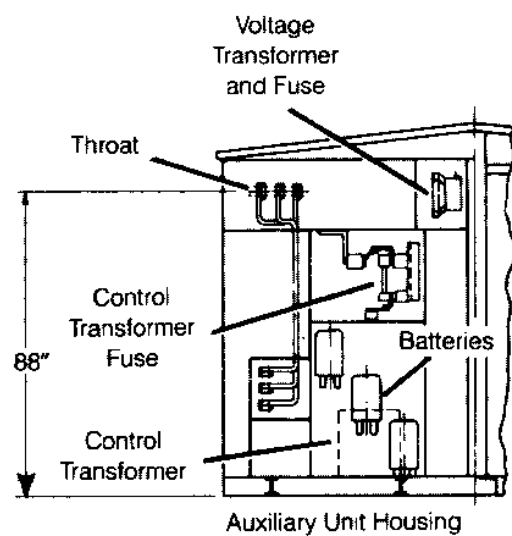 Voltage
Transformer
and Fuse
Throat
Control
Transformer
Fuse
Batteries
88"
Control
Transformer
Auxiliary Unit Housing